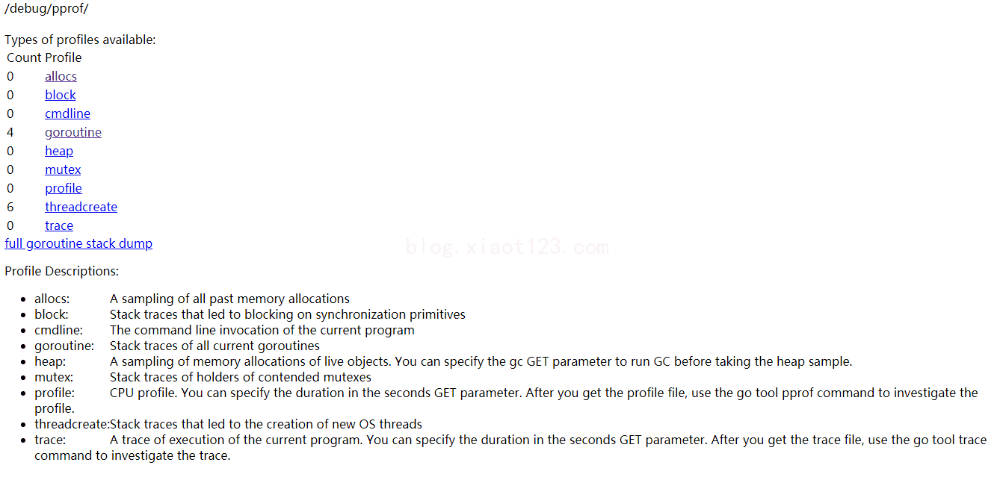 /debug/pprof/
Types of profiles available:
Count Profile
0 allocs
0 block
0 cmdline
4 goroutine
0 heap
0 mutex
0 profile
6 threadcreate
0 trace
full goroutine stack dump
blog.xiaot123.com
Profile Descriptions:
• allocs: A sampling of all past memory allocations
• block: Stack traces that led to blocking on synchronization primitives
• cmdline: The command line invocation of the current program
• goroutine: Stack traces of all current goroutines
• heap: A sampling of memory allocations of live objects. You can specify the gc GET parameter to run GC before taking the heap sample.
• mutex: Stack traces of holders of contended mutexes
• profile: CPU profile. You can specify the duration in the seconds GET parameter. After you get the profile file, use the go tool pprof command to investigate the
profile.
• threadcreate:Stack traces that led to the creation of new OS threads
• trace: A trace of execution of the current program. You can specify the duration in the seconds GET parameter. After you get the trace file, use the go tool trace
command to investigate the trace.